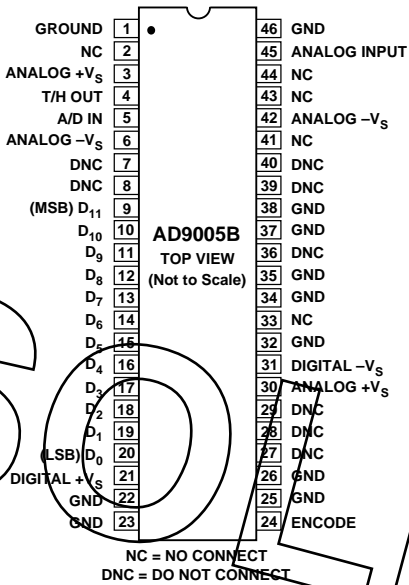 GROUND 1 46 GND
NC 2 45 ANALOG INPUT
ANALOG +VS 3 44 NC
T/H OUT 4 43 NC
A/D IN 5 42 ANALOG –VS
ANALOG –VS 6 41 NC
DNC 7 40 DNC
DNC 8 39 DNC
(MSB) D11 9 38 GND
D10 10 37 GND
AD9005B
D9 11 36 DNC
TOP VIEW
D8 12 35 GND
(Not to Scale)
D7 13 34 GND
D6 14 33 NC
D5 15 32 GND
D4 16 31 DIGITAL –VS
D3 17 30 ANALOG +VS
D2 18 29 DNC
D1 19 28 DNC
(LSB) D0 20 27 DNC
DIGITAL +VS 21 26 GND
GND 22 25 GND
GND 23 24 ENCODE
NC = NO CONNECT
DNC = DO NOT CONNECT